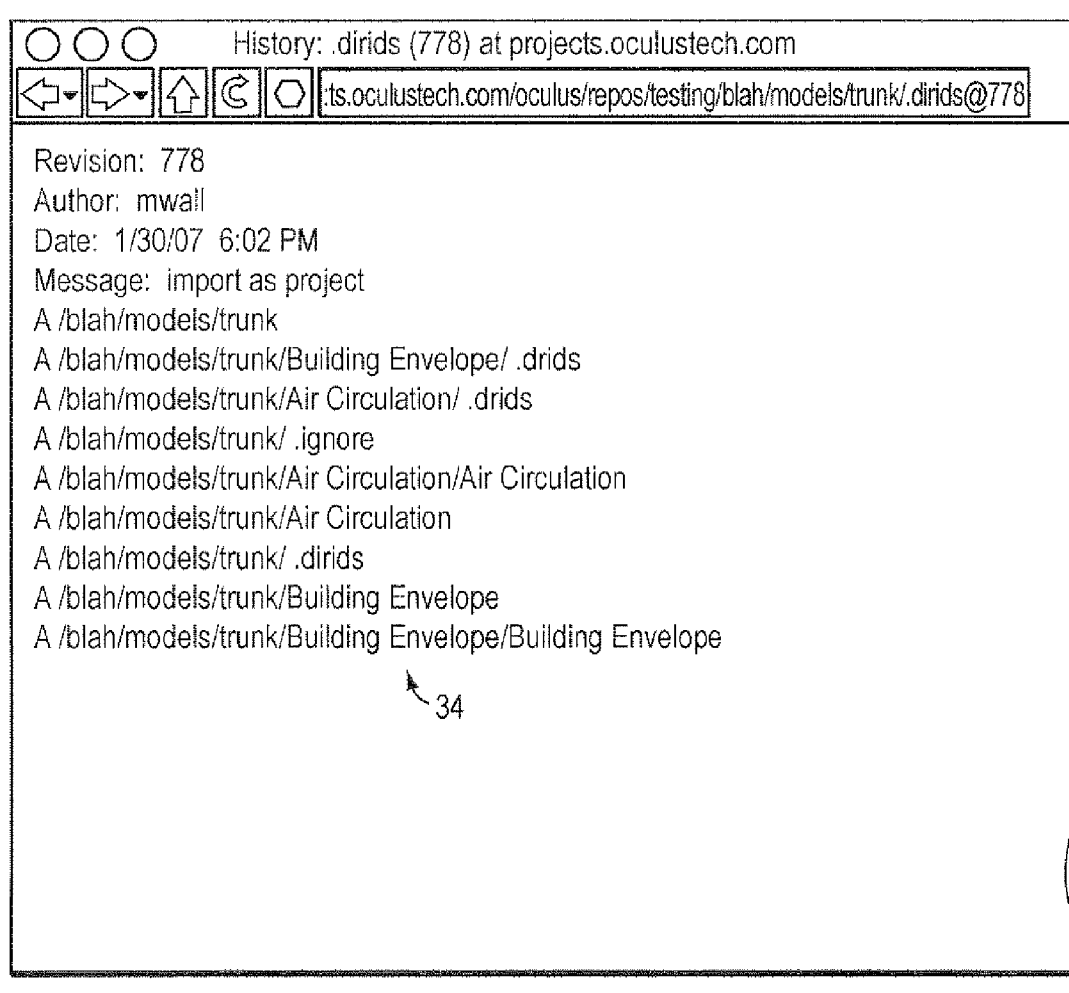 History: .dirids (778) at projects.oculustech.com
:ts.oculustech.com/oculus/repos/testing/blah/models/trunk/.dirids@778
Revision: 778
Author: mwall
Date: 1/30/07 6:02 PM
Message: import as project
A /blah/models/trunk
A /blah/models/trunk/Building Envelope/ .drids
A /blah/models/trunk/Air Circulation/ .drids
A /blah/models/trunk/ .ignore
A /blah/models/trunk/Air Circulation/Air Circulation
A /blah/models/trunk/Air Circulation
A /blah/models/trunk/ .dirids
A /blah/models/trunk/Building Envelope
A /blah/models/trunk/Building Envelope/Building Envelope
34